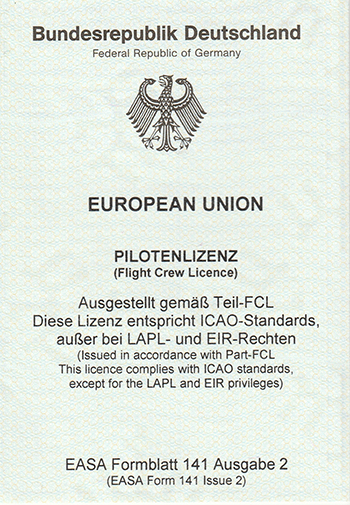 Bundesrepublik Deutschland
Federal Republic of Germany
EUROPEAN UNION
PILOTENLIZENZ
(Flight Crew Licence)
Ausgestellt gemäß Teil-FCL
Diese Lizenz entspricht ICAO-Standards,
außer bei LAPL- und EIR-Rechten
(Issued in accordance with Part-FCL
This licence complies with ICAO standards,
except for the LAPL and EIR privileges)
EASA Formblatt 141 Ausgabe 2
(EASA Form 141 Issue 2)